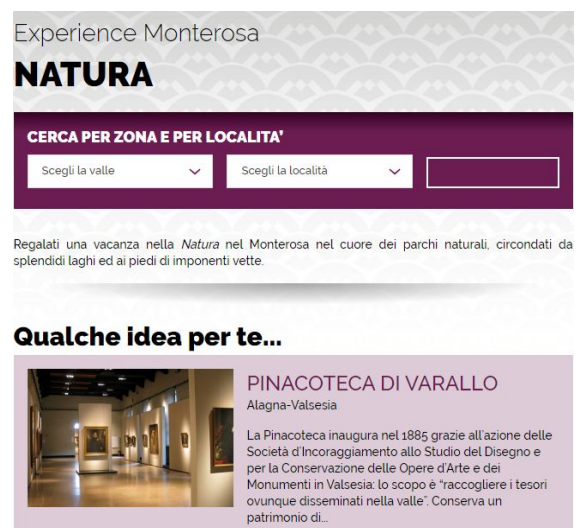 Experience Monterosa
NATURA
CERCA PER ZONA E PER LOCALITA'
Scegli la valle
Scegli la località
Regalati una vacanza nella Natura nel Monterosa nel cuore dei parchi naturali, circondati da
splendidi laghi ed ai piedi di imponenti vette.
Qualche idea per te...
PINACOTECA DI VARALLO
Alagna-Valsesia
La Pinacoteca inaugura nel 1885 grazie all'azione delle
Società d'Incoraggiamento allo Studio del Disegno e
per la Conservazione delle Opere d'Arte e dei
Monumenti in Valsesia: lo scopo è "raccogliere i tesori
ovunque disseminati nella valle". Conserva un
patrimonio di...